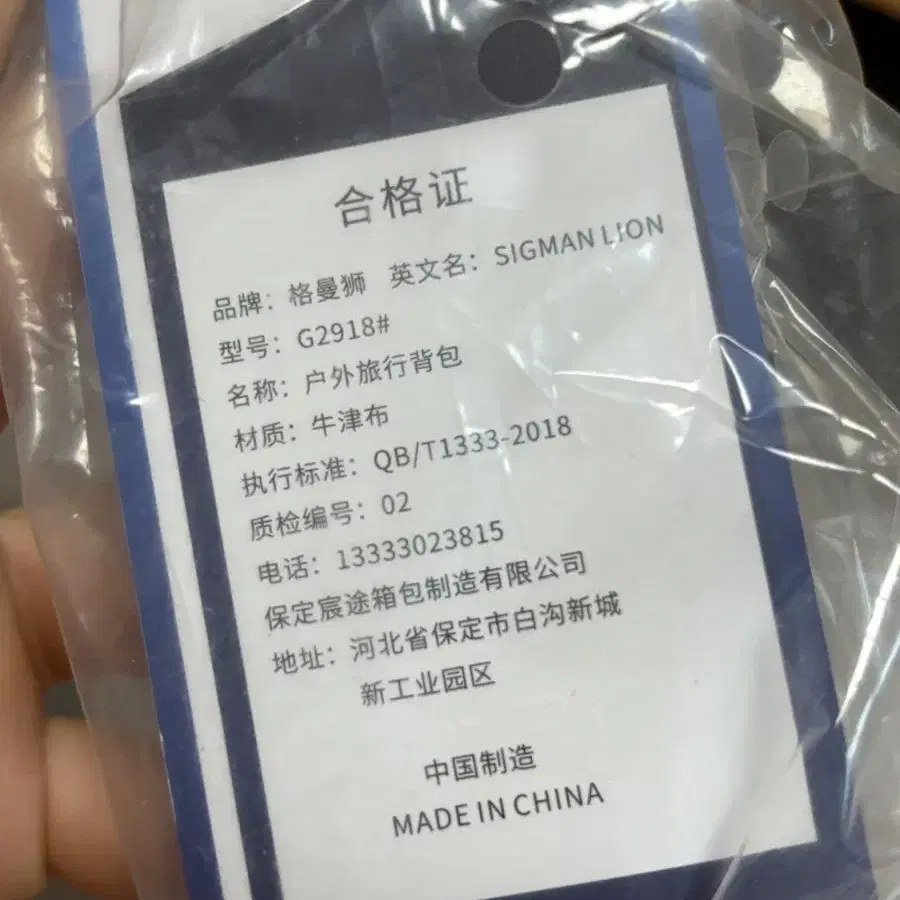 合格证
品牌：格曼狮 英文名：SIGMAN LION
型号：G2918#
名称：户外旅行背包
材质：牛津布
执行标准：QB/T1333-2018
质检编号：02
电话：13333023815
保定宸途箱包制造有限公司
地址：河北省保定市白沟新城
新工业园区
中国制造
MADE IN CHINA